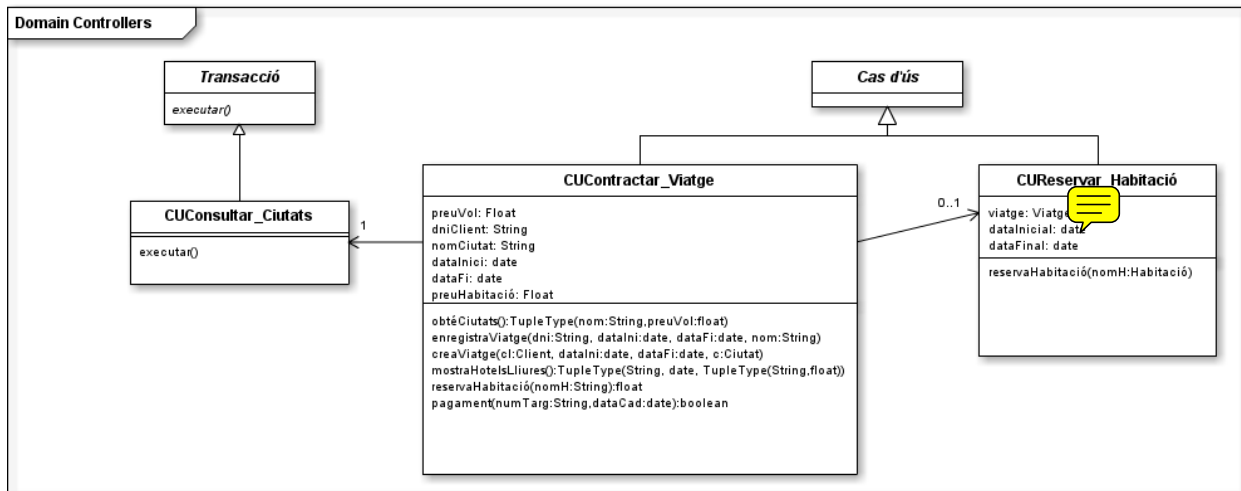 Domain Controllers
Transacció
executar()
Cas d'ús
CUConsultar_Ciutats
executar()
1
CUContractar_Viatge
preuVol: Float
dniClient: String
nomCiutat: String
dataInici: date
dataFi: date
preuHabitació: Float
obtéCiutats():TupleType(nom:String,preuVol:float)
enregistraViatge(dni:String, dataIni:date, dataFi:date, nom:String)
creaViatge(cl:Client, dataIni:date, dataFi:date, c:Ciutat)
mostraHotelsLliures():TupleType(String, date, TupleType(String,float))
reservaHabitació(nomH:String):float
pagament(numTarg:String,dataCad:date):boolean
0..1
CUReservar_Habitació
viatge: Viatge
dataInicial: date
dataFinal: date
reservaHabitació(nomH:Habitació)